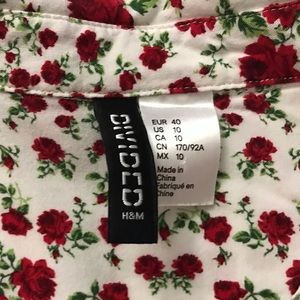 DIVIDED
H&M
EUR 40
US 10
CA 10
CN 170/92A
MX 10
Made in
China
Fabriqué en
Chine